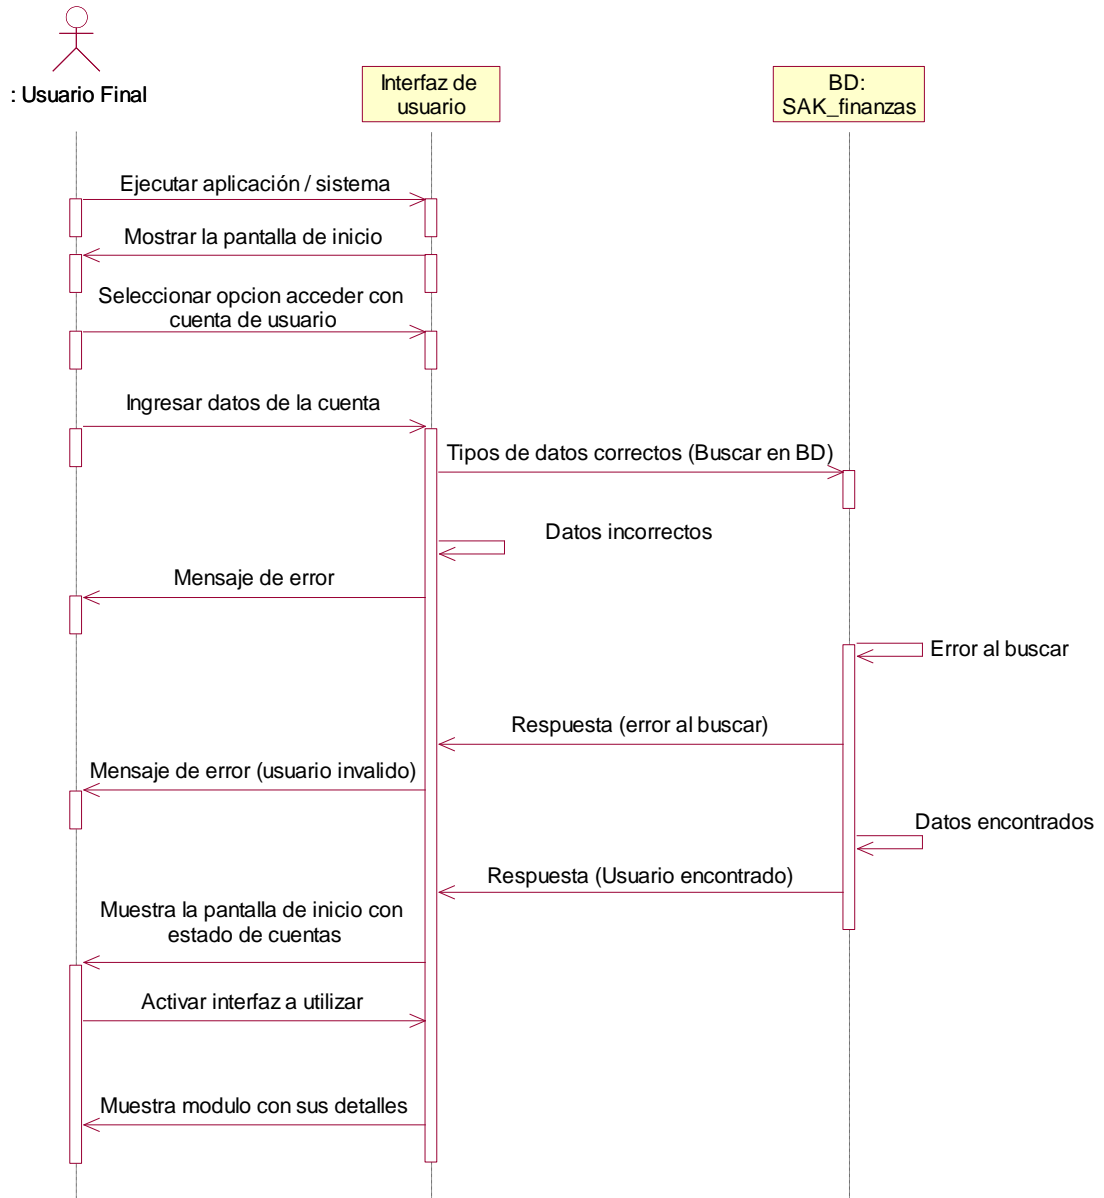 : Usuario Final
Interfaz de
usuario
BD:
SAK_finanzas
Ejecutar aplicación / sistema
Mostrar la pantalla de inicio
Seleccionar opcion acceder con
cuenta de usuario
Ingresar datos de la cuenta
Tipos de datos correctos (Buscar en BD)
Datos incorrectos
Mensaje de error
Error al buscar
Respuesta (error al buscar)
Mensaje de error (usuario invalido)
Datos encontrados
Respuesta (Usuario encontrado)
Muestra la pantalla de inicio con
estado de cuentas
Activar interfaz a utilizar
Muestra modulo con sus detalles